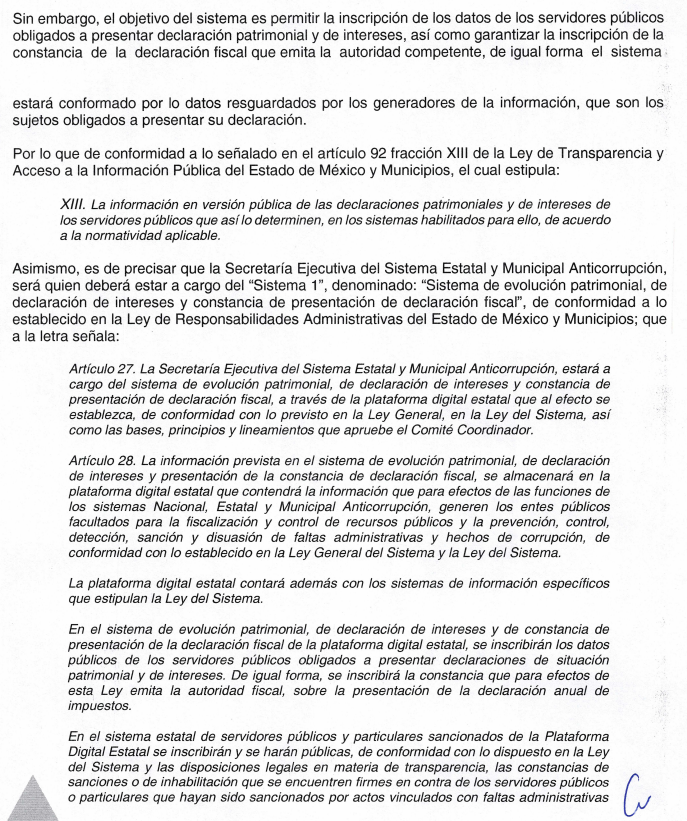 Sin embargo, el objetivo del sistema es permitir la inscripción de los datos de los servidores públicos
obligados a presentar declaración patrimonial y de intereses, así como garantizar la inscripción de la
constancia de la declaración fiscal que emita la autoridad competente, de igual forma el sistema
estará conformado por lo datos resguardados por los generadores de la información, que son los
sujetos obligados a presentar su declaración.
Por lo que de conformidad a lo señalado en el artículo 92 fracción XIII de la Ley de Transparencia y
Acceso a la Información Pública del Estado de México y Municipios, el cual estipula:
XIII. La información en versión pública de las declaraciones patrimoniales y de intereses de
los servidores públicos que así lo determinen, en los sistemas habilitados para ello, de acuerdo
a la normatividad aplicable.
Asimismo, es de precisar que la Secretaría Ejecutiva del Sistema Estatal y Municipal Anticorrupción,
será quien deberá estar a cargo del “Sistema 1”, denominado: “Sistema de evolución patrimonial, de
declaración de intereses y constancia de presentación de declaración fiscal”, de conformidad a lo
establecido en la Ley de Responsabilidades Administrativas del Estado de México y Municipios; que
a la letra señala:
Artículo 27. La Secretaría Ejecutiva del Sistema Estatal y Municipal Anticorrupción, estará a
cargo del sistema de evolución patrimonial, de declaración de intereses y constancia de
presentación de declaración fiscal, a través de la plataforma digital estatal que al efecto se
establezca, de conformidad con lo previsto en la Ley General, en la Ley del Sistema, así
como las bases, principios y lineamientos que apruebe el Comité Coordinador.
Artículo 28. La información prevista en el sistema de evolución patrimonial, de declaración
de intereses y presentación de la constancia de declaración fiscal, se almacenará en la
plataforma digital estatal que contendrá la información que para efectos de las funciones de
los sistemas Nacional, Estatal y Municipal Anticorrupción, generen los entes públicos
facultados para la fiscalización y control de recursos públicos y la prevención, control,
detección, sanción y disuasión de faltas administrativas y hechos de corrupción, de
conformidad con lo establecido en la Ley General del Sistema y la Ley del Sistema.
La plataforma digital estatal contará además con los sistemas de información específicos
que estipulan la Ley del Sistema.
En el sistema de evolución patrimonial, de declaración de intereses y de constancia de
presentación de la declaración fiscal de la plataforma digital estatal, se inscribirán los datos
públicos de los servidores públicos obligados a presentar declaraciones de situación
patrimonial y de intereses. De igual forma, se inscribirá la constancia que para efectos de
esta Ley emita la autoridad fiscal, sobre la presentación de la declaración anual de
impuestos.
En el sistema estatal de servidores públicos y particulares sancionados de la Plataforma
Digital Estatal se inscribirán y se harán públicas, de conformidad con lo dispuesto en la Ley
del Sistema y las disposiciones legales en materia de transparencia, las constancias de
sanciones o de inhabilitación que se encuentren firmes en contra de los servidores públicos
o particulares que hayan sido sancionados por actos vinculados con faltas administrativas